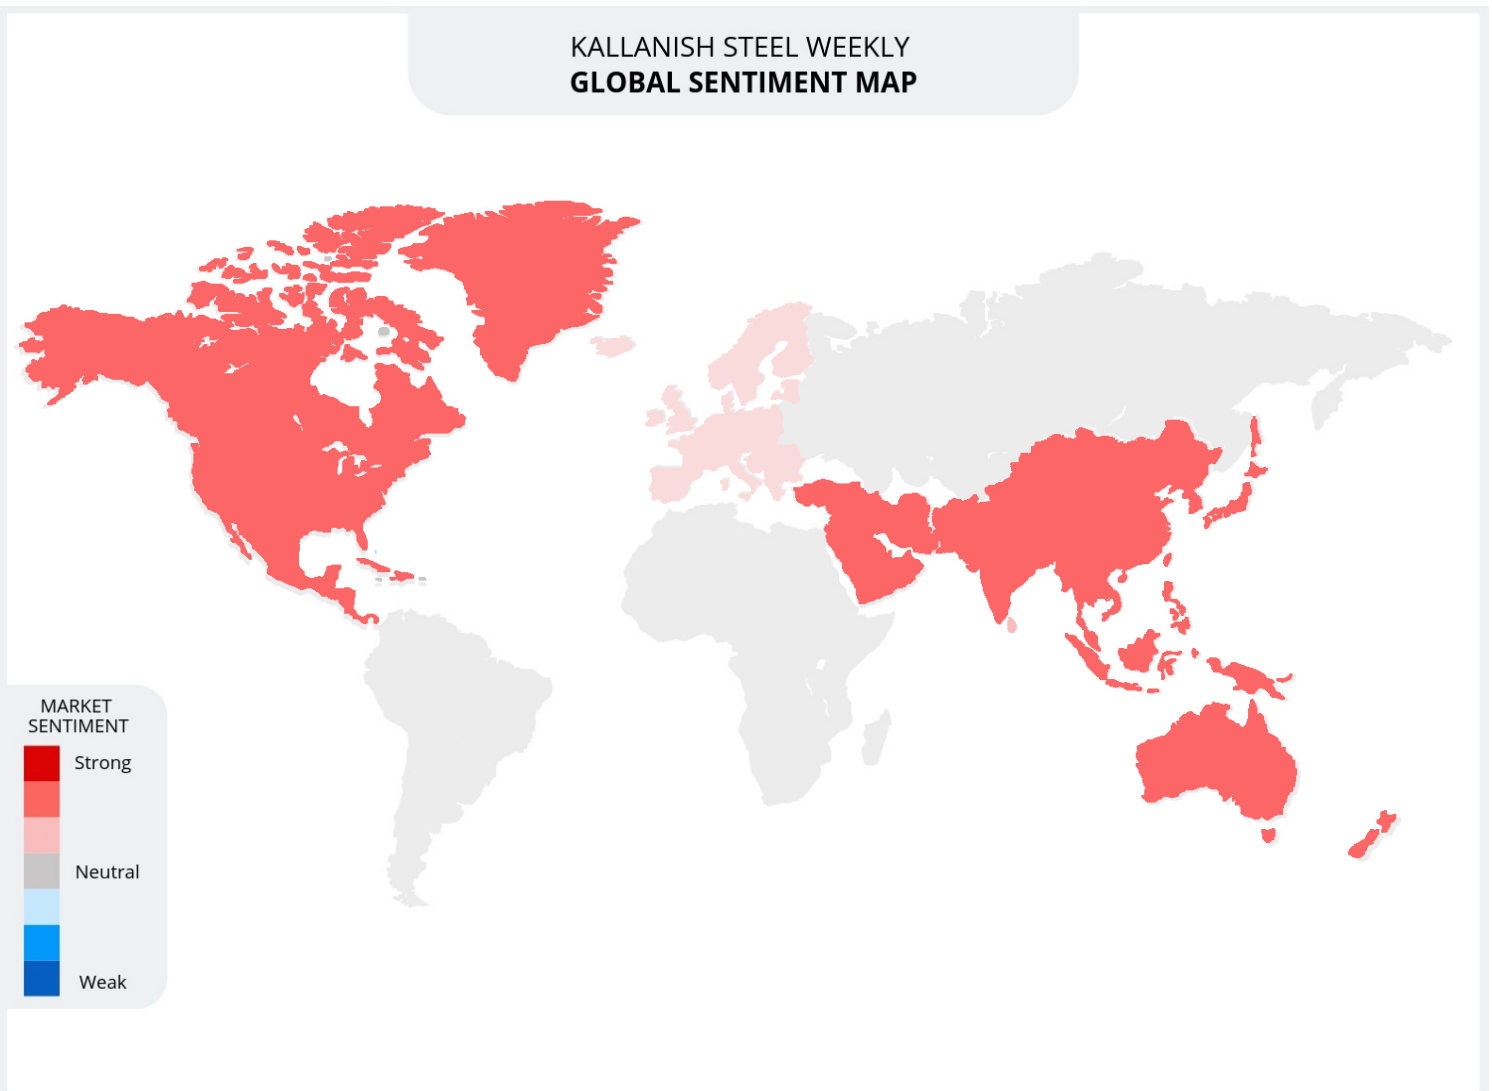 KALLANISH STEEL WEEKLY
GLOBAL SENTIMENT MAP
MARKET
SENTIMENT
Strong
Neutral
Weak